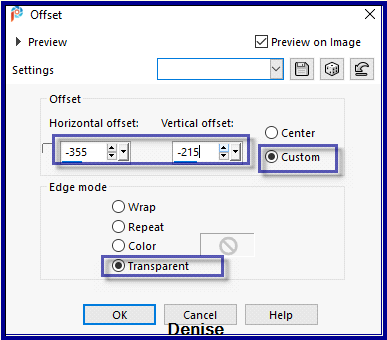 Offset
Preview
Preview on Image
Settings
Offset
Horizontal offset:
Vertical offset:
-355
-215
Center
Custom
Edge mode
Wrap
Repeat
Color
Transparent
OK
Cancel
Help
Denise